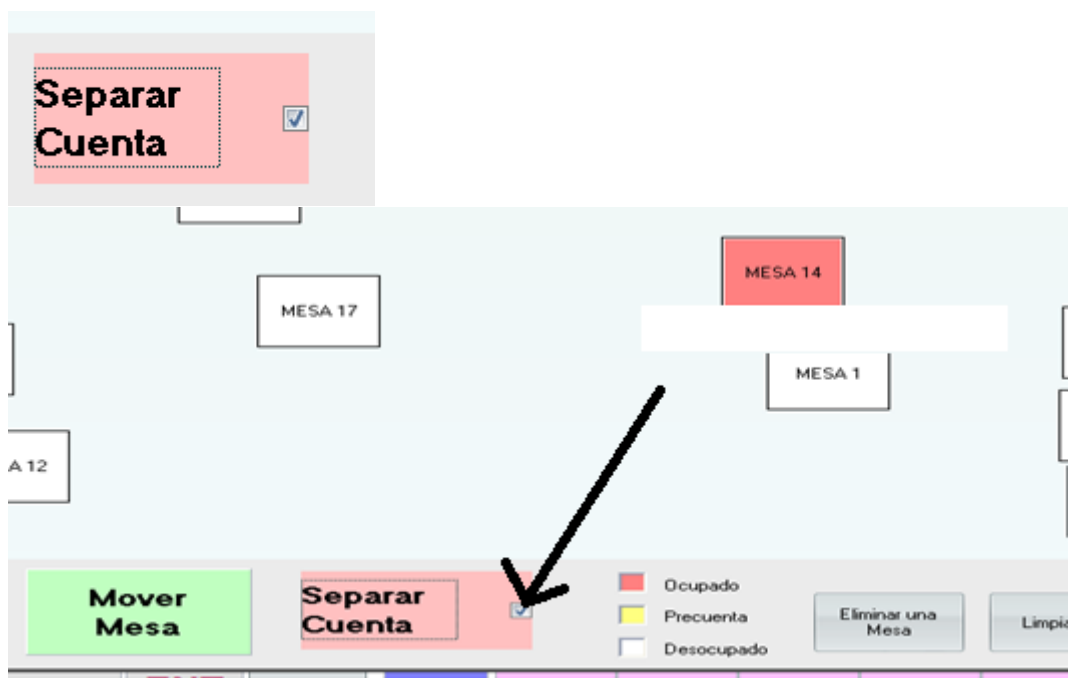 Separar
Cuenta
MESA 14
MESA 17
MESA 1
A 12
Mover
Mesa
Separar
Cuenta
Ocupado
Precuenta
Desocupado
Eliminar una
Mesa
Limpia